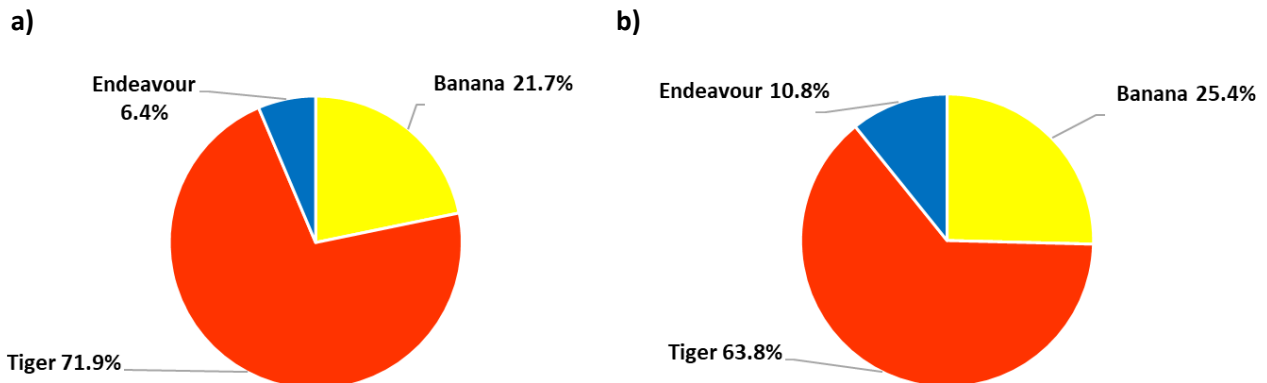 a)
Endeavour
6.4%
Banana 21.7%
Tiger 71.9%
b)
Endeavour 10.8%
Banana 25.4%
Tiger 63.8%